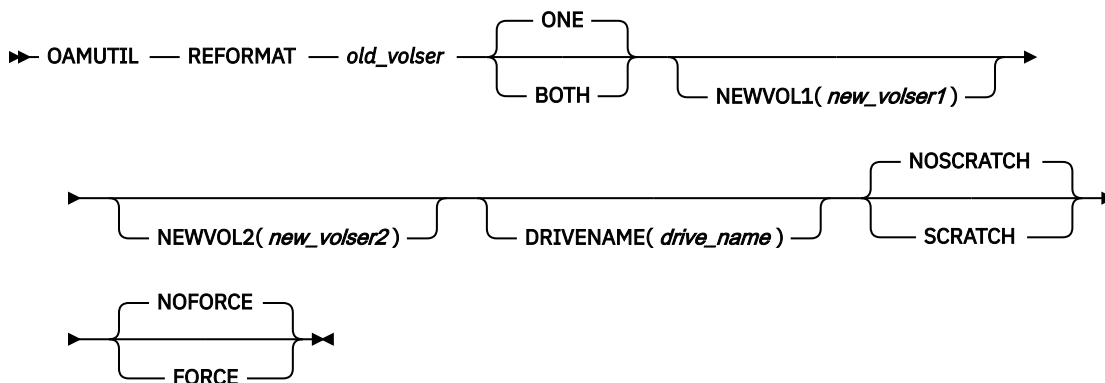 ONE
OAMUTIL REFORMAT old_volser
BOTH NEWVOL1( new_volser1 )
NOSCRATCH
NEWVOL2( new_volser2 ) DRIVENAME( drive_name ) SCRATCH
NOFORCE
FORCE